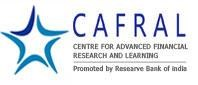 CAFRAL
CENTRE FOR ADVANCED FINANCIAL
RESEARCH AND LEARNING
Promoted by Reserve Bank of India